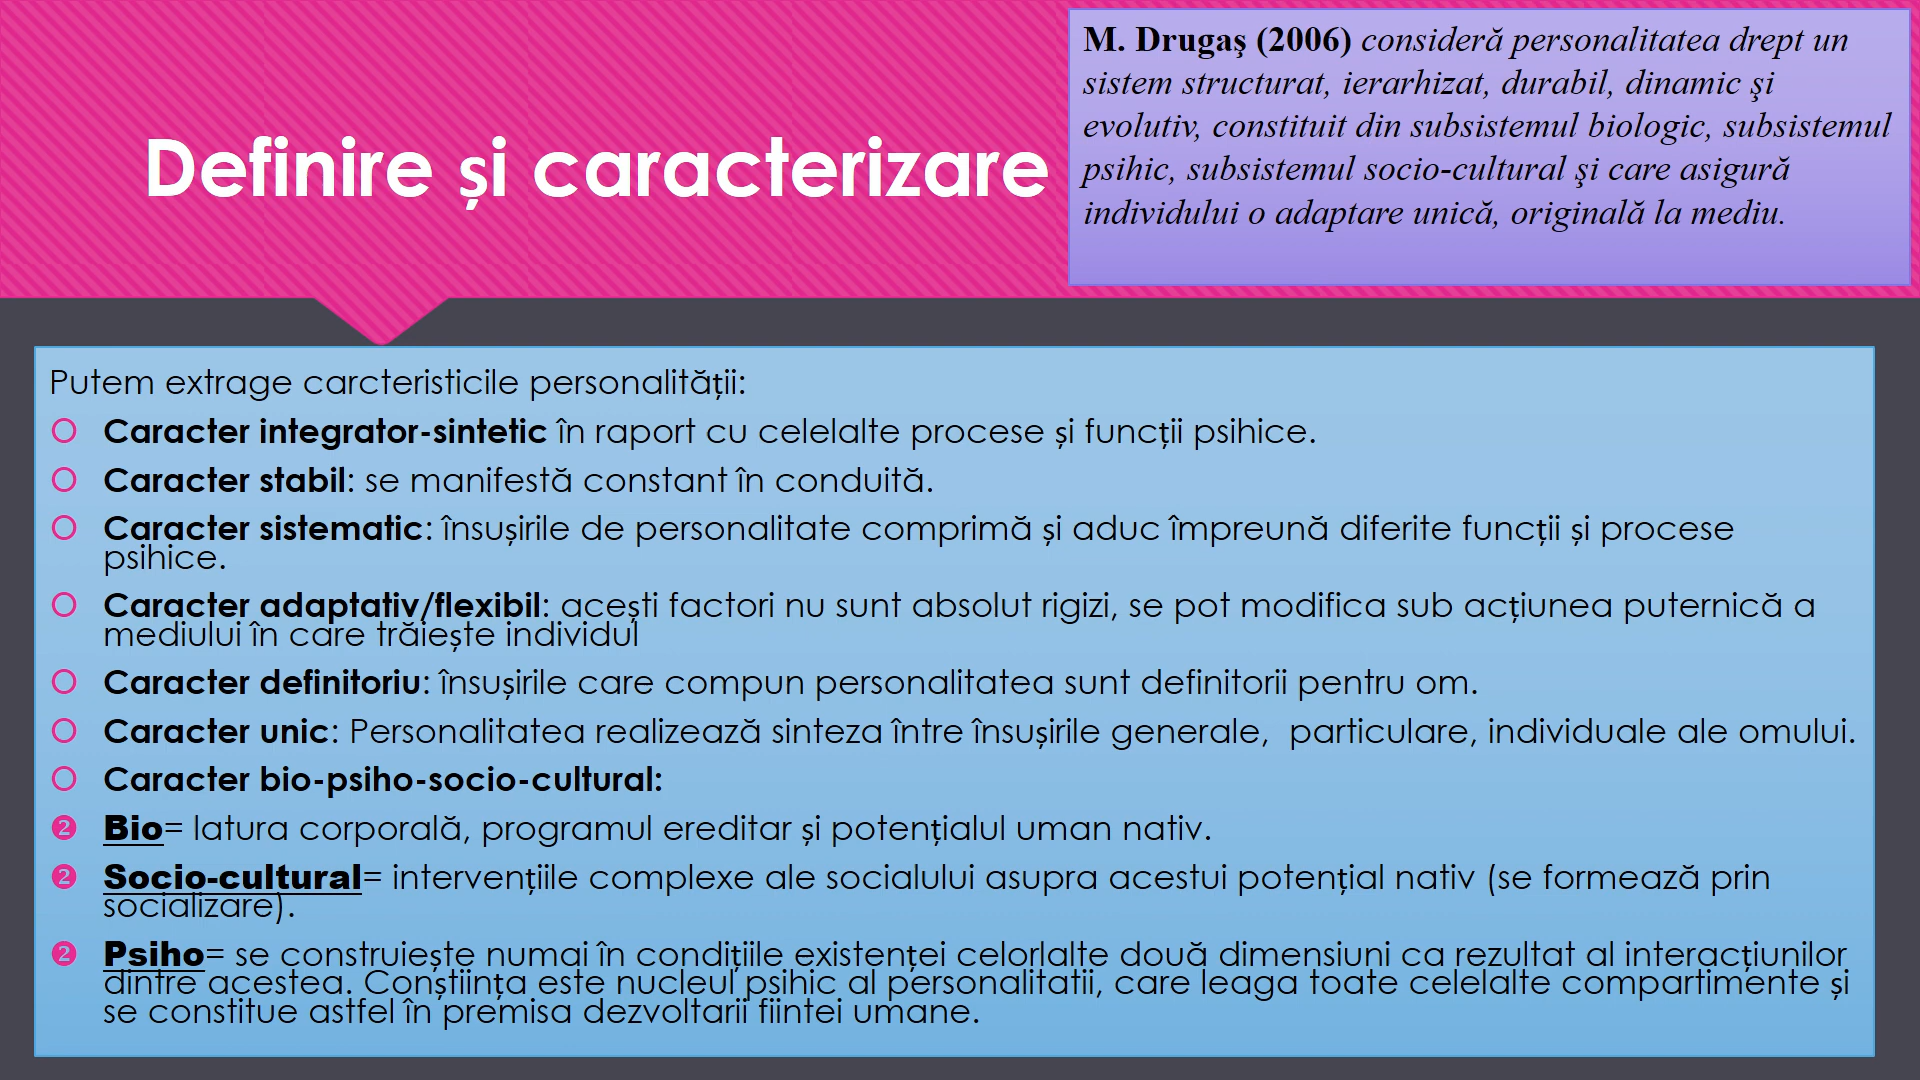 Definire și caracterizare
M. Drugaş (2006) consideră personalitatea drept un
sistem structurat, ierarhizat, durabil, dinamic şi
evolutiv, constituit din subsistemul biologic, subsistemul
psihic, subsistemul socio-cultural şi care asigură
individului o adaptare unică, originală la mediu.
Putem extrage carcteristicile personalității:
Caracter integrator-sintetic în raport cu celelalte procese și funcții psihice.
Caracter stabil: se manifestă constant în conduită.
Caracter sistematic: însușirile de personalitate comprimă și aduc împreună diferite funcții și procese
psihice.
Caracter adaptativ/flexibil: acești factori nu sunt absolut rigizi, se pot modifica sub acțiunea puternică a
mediului în care trăiește individul
Caracter definitoriu: însușirile care compun personalitatea sunt definitorii pentru om.
Caracter unic: Personalitatea realizează sinteza între însușirile generale,  particulare, individuale ale omului.
Caracter bio-psiho-socio-cultural:
❷ Bio= latura corporală, programul ereditar și potențialul uman nativ.
❷ Socio-cultural= intervențiile complexe ale socialului asupra acestui potențial nativ (se formează prin
socializare).
❷ Psiho= se construiește numai în condițiile existenței celorlalte două dimensiuni ca rezultat al interacțiunilor
dintre acestea. Conștiința este nucleul psihic al personalitatii, care leaga toate celelalte compartimente și
se constitue astfel în premisa dezvoltarii fiintei umane.